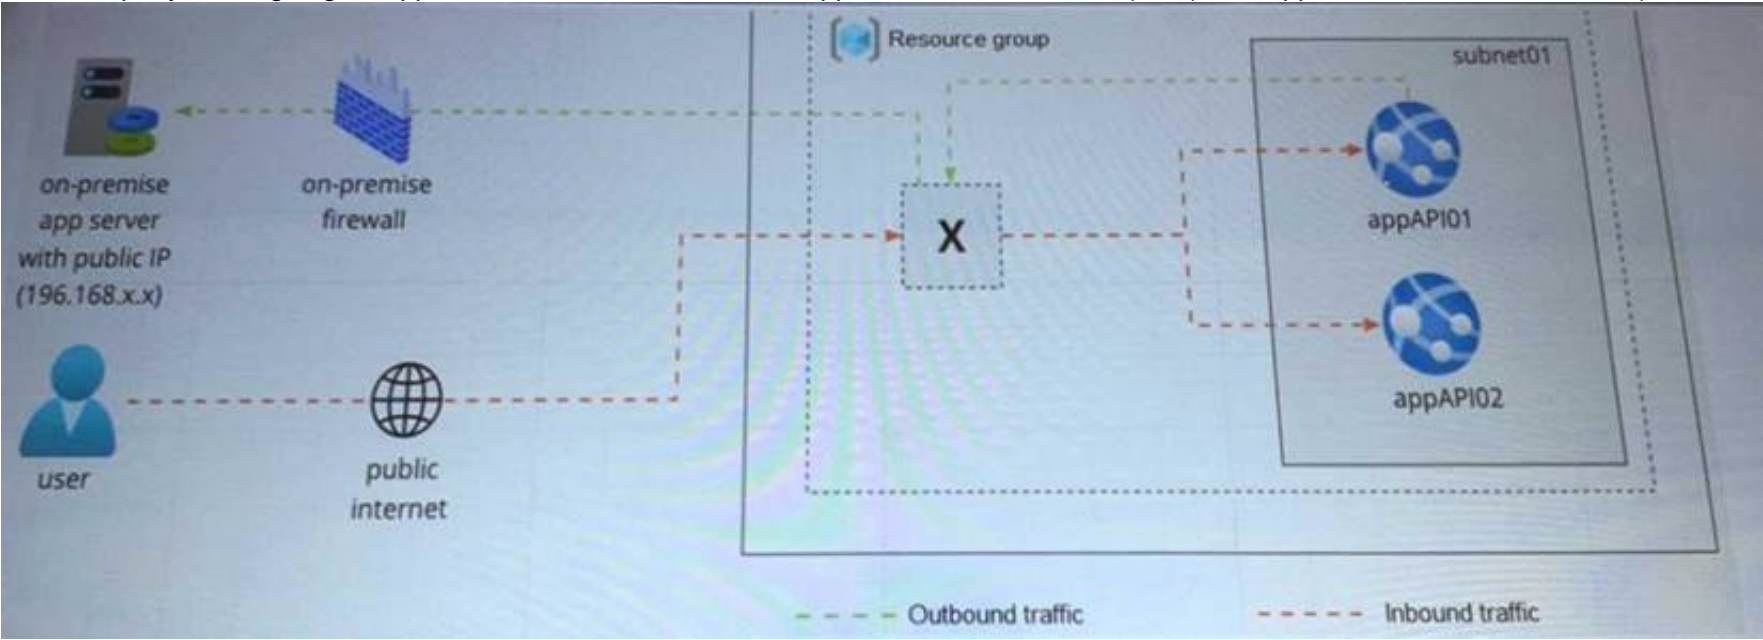 Resource group
subnet01
on-premise
app server
with public IP
(196.168.x.x)
on-premise
firewall
X
appAPI01
appAPI02
user
public
internet
Outbound traffic
Inbound traffic